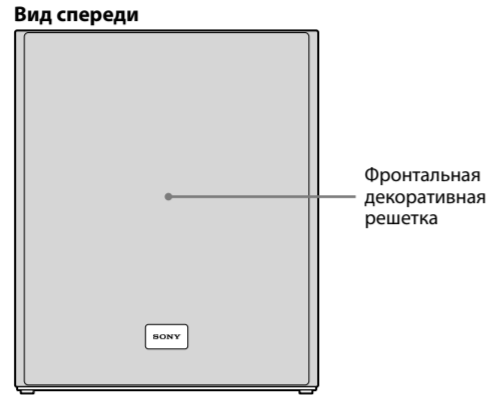 Вид спереди
Фронтальная
декоративная
решетка
SONY